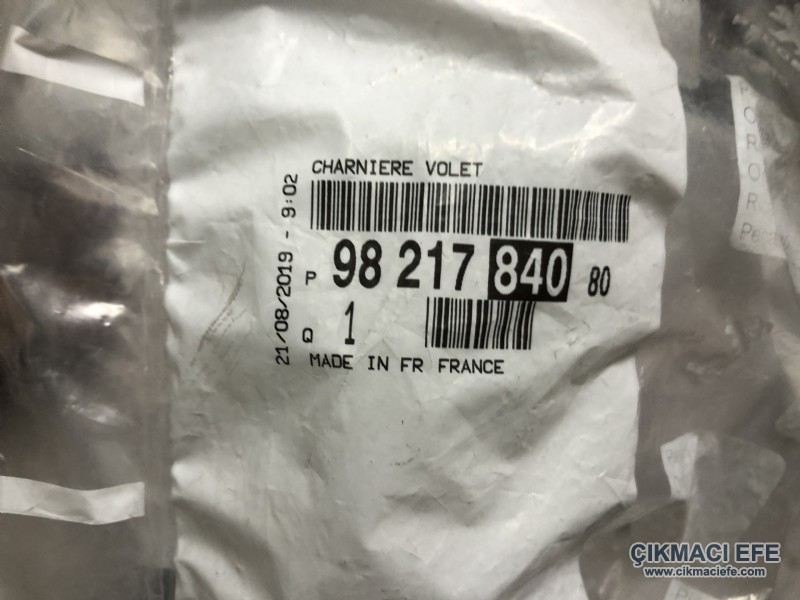 CHARNIERE VOLET
21/08/2019 - 9:02
P 98 217 840 80
Q 1
MADE IN FR FRANCE
P
O
R
O
R
ÇIKMACI EFE
www.cikmaciefe.com